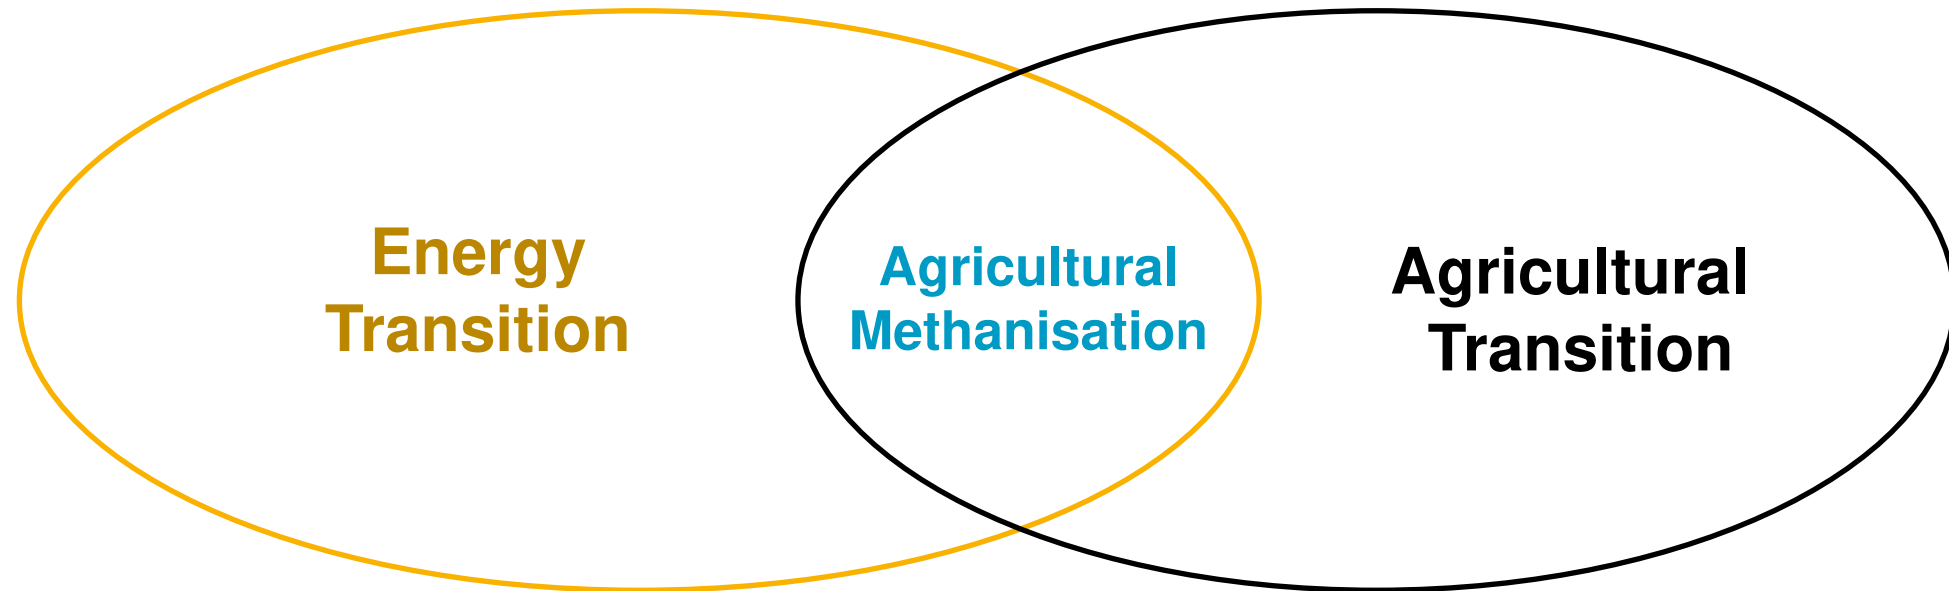 Energy
Transition
Agricultural
Methanisation
Agricultural
Transition